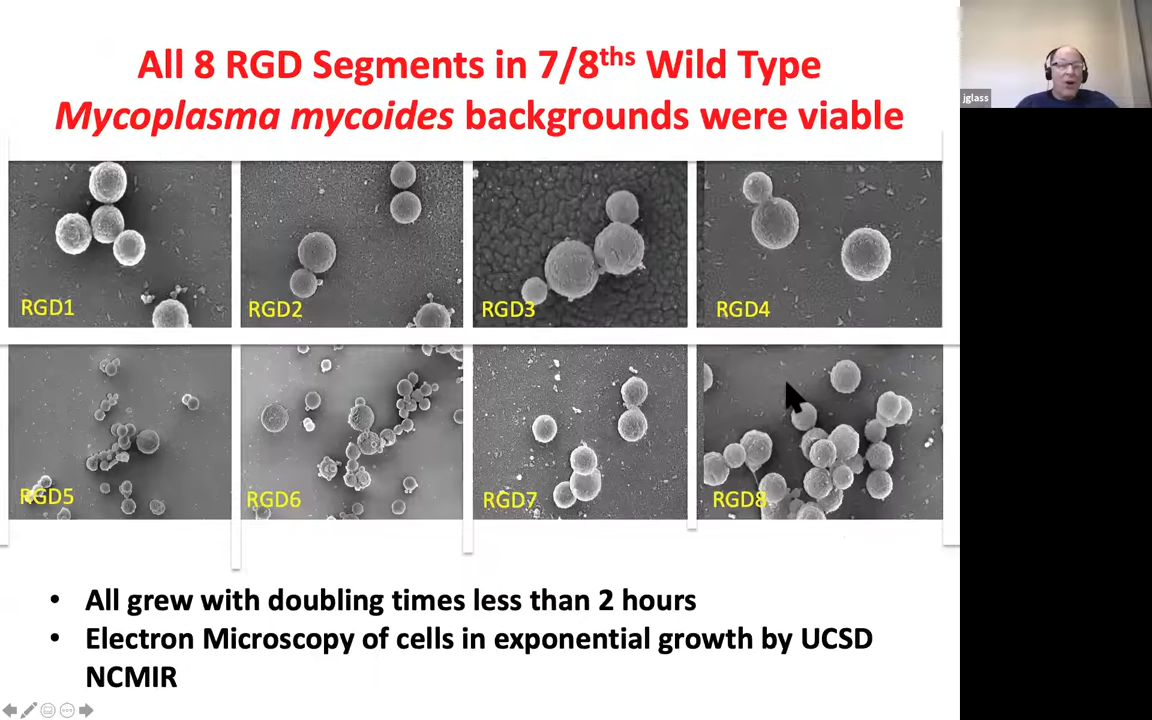 All 8 RGD Segments in 7/8ths Wild Type
Mycoplasma mycoides backgrounds were viable
jglass
RGD1
RGD2
RGD3
RGD4
RGD5
RGD6
RGD7
RGD8
• All grew with doubling times less than 2 hours
• Electron Microscopy of cells in exponential growth by UCSD
NCMIR